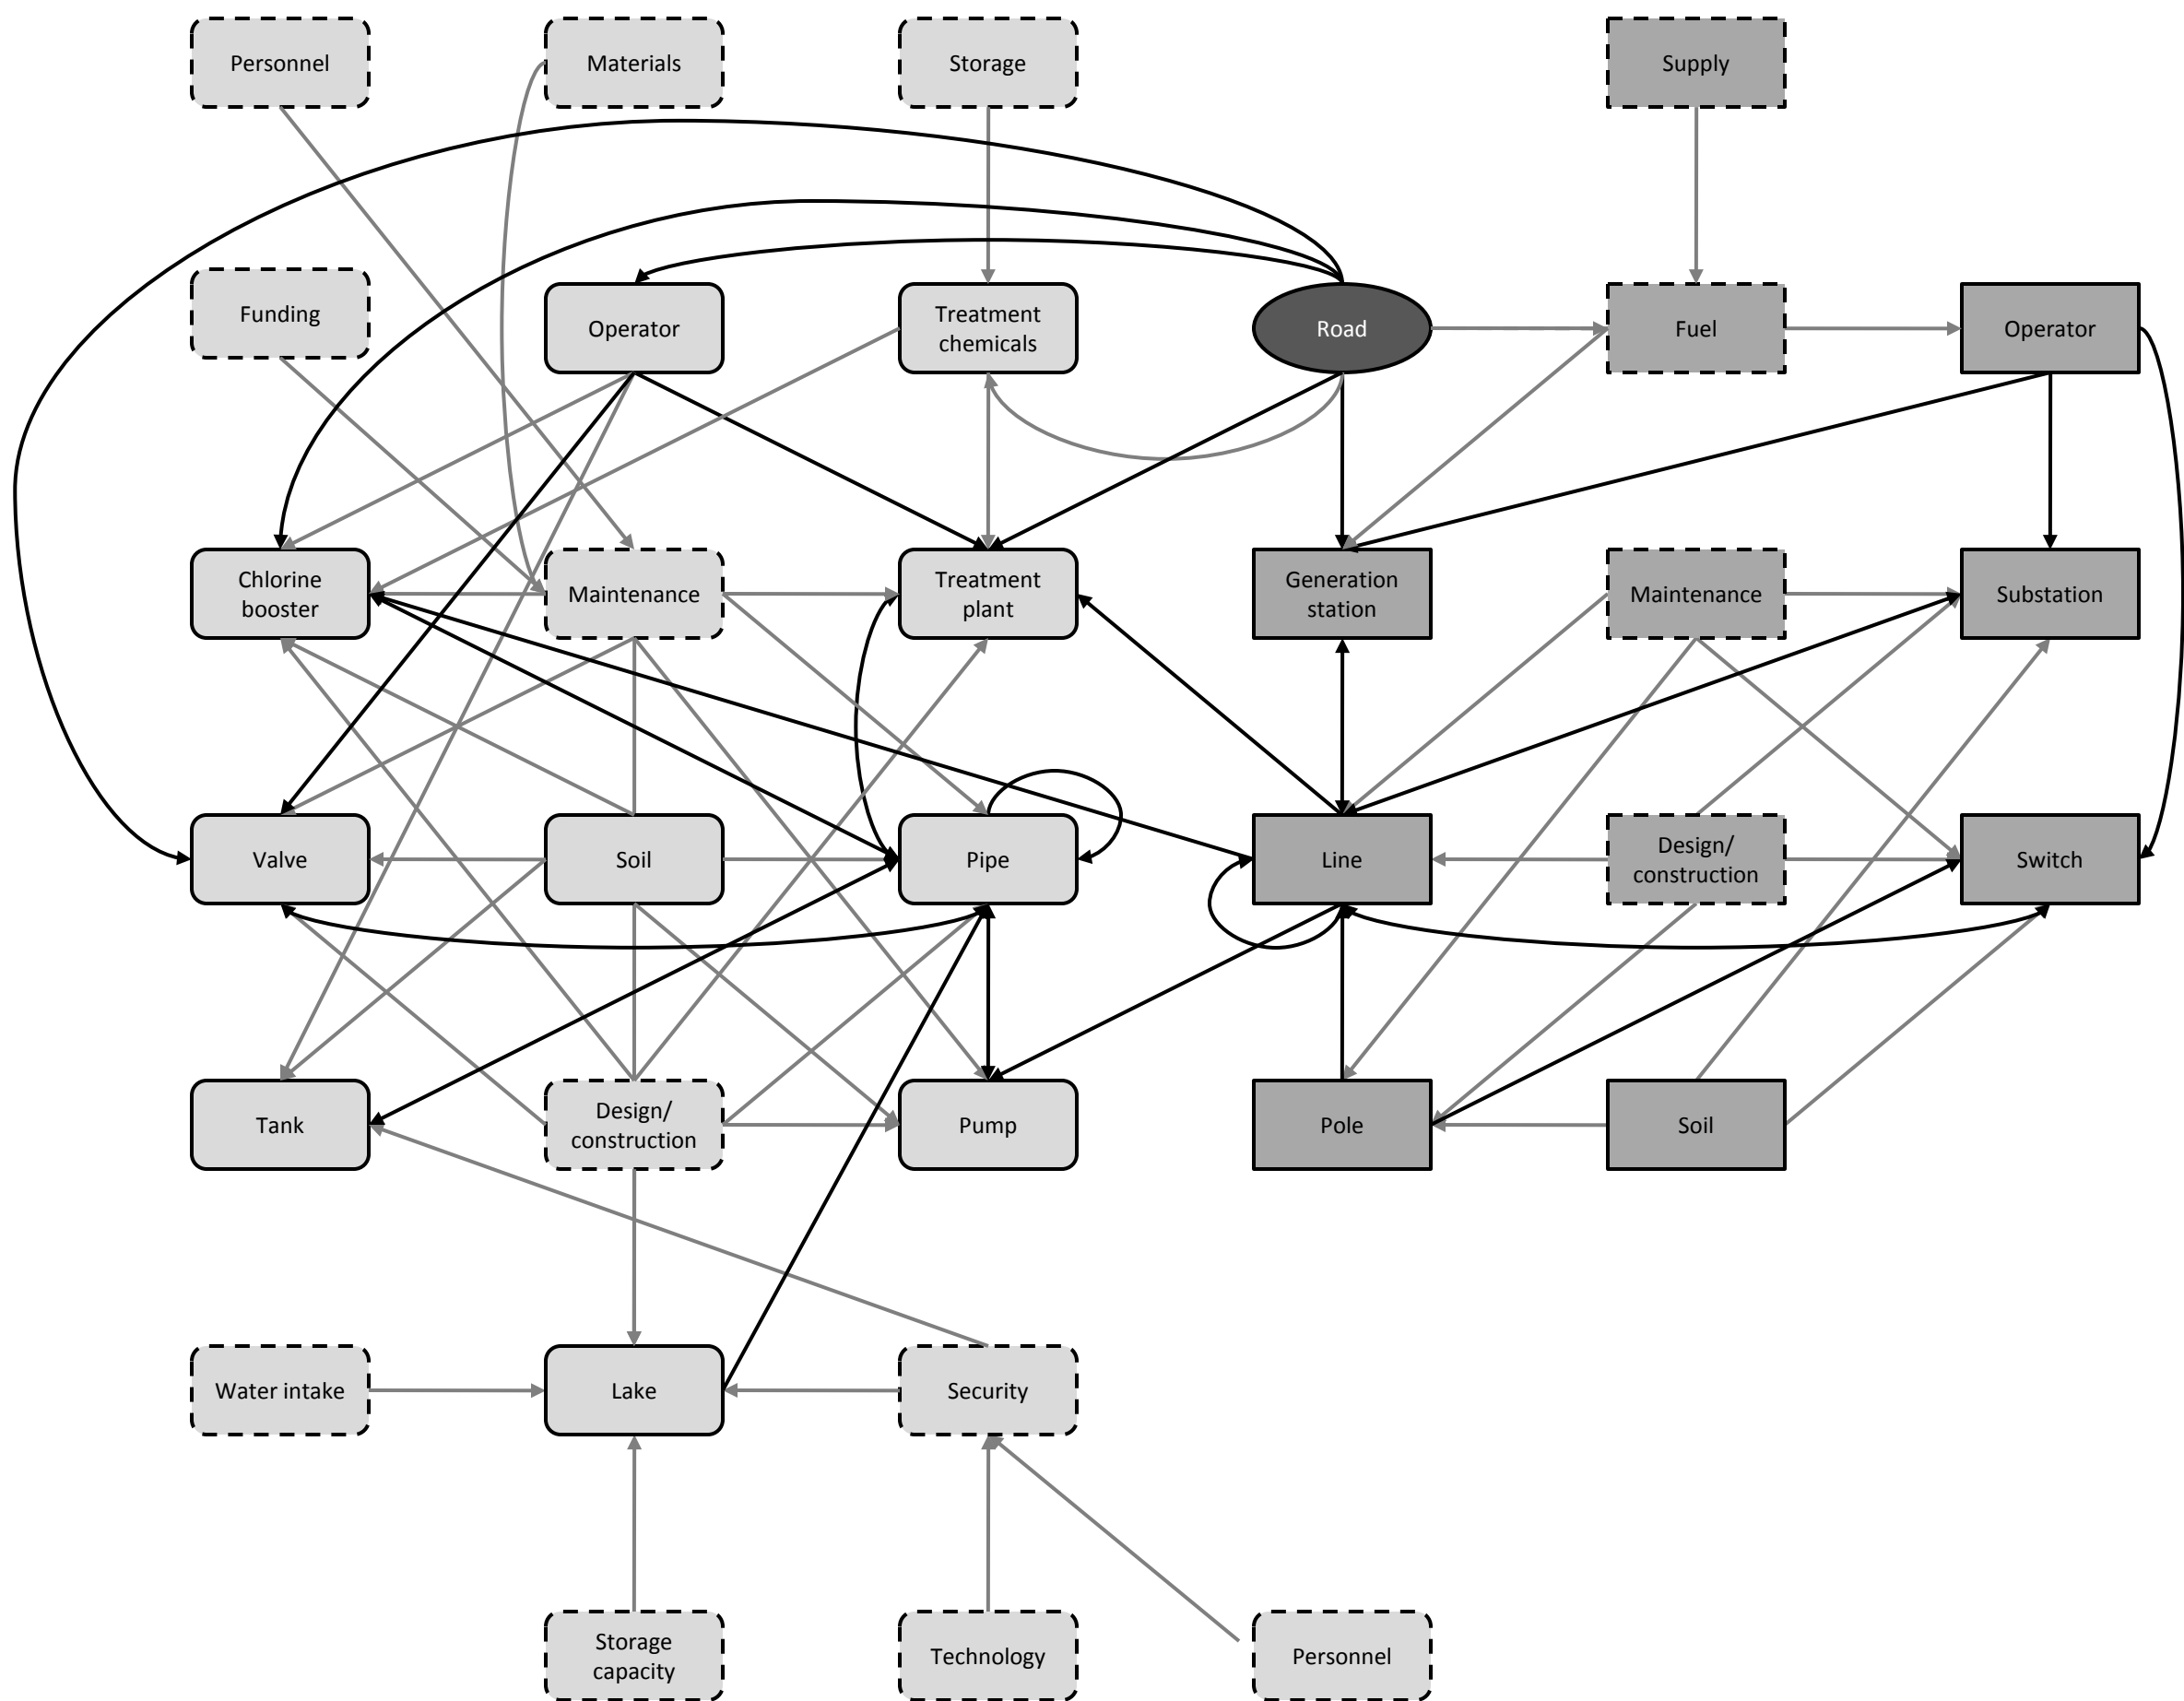 Personnel
Materials
Storage
Supply
Funding
Operator
Treatment
chemicals
Road
Fuel
Operator
Chlorine
booster
Maintenance
Treatment
plant
Generation
station
Maintenance
Substation
Valve
Soil
Pipe
Line
Design/
construction
Switch
Tank
Design/
construction
Pump
Pole
Soil
Water intake
Lake
Security
Storage
capacity
Technology
Personnel